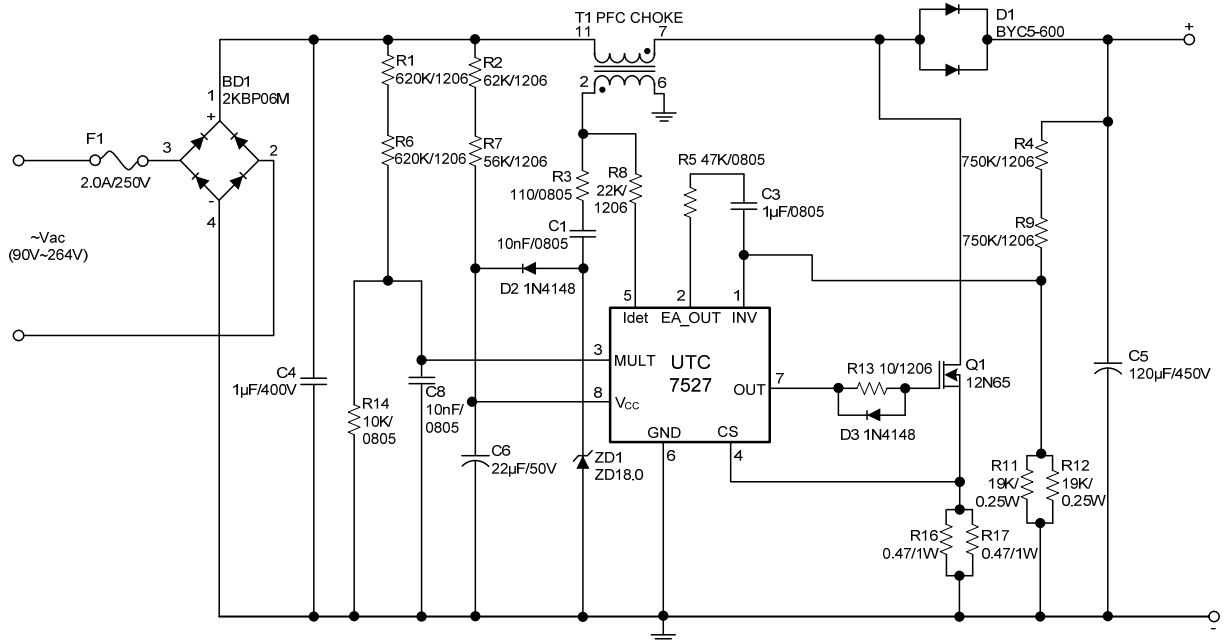 T1 PFC CHOKE
11
7
2
6
D1
BYC5-600
+
BD1
2KBP06M
1
+
F1
3
2
2.0A/250V
-
4
~Vac
(90V~264V)
R1
620K/1206
R2
62K/1206
R6
620K/1206
R7
56K/1206
R3
110/0805
R8
22K/
1206
R5 47K/0805
C3
1µF/0805
R4
750K/1206
R9
750K/1206
C1
10nF/0805
D2 1N4148
5
2
1
Idet
EA_OUT
INV
3
MULT
UTC
7527
8
VCC
OUT
7
GND
CS
6
4
R13 10/1206
D3 1N4148
Q1
12N65
C4
1µF/400V
C8
10nF/
0805
R14
10K/
0805
C5
120µF/450V
C6
22µF/50V
ZD1
ZD18.0
R11
19K/
0.25W
R12
19K/
0.25W
R16
0.47/1W
R17
0.47/1W
-